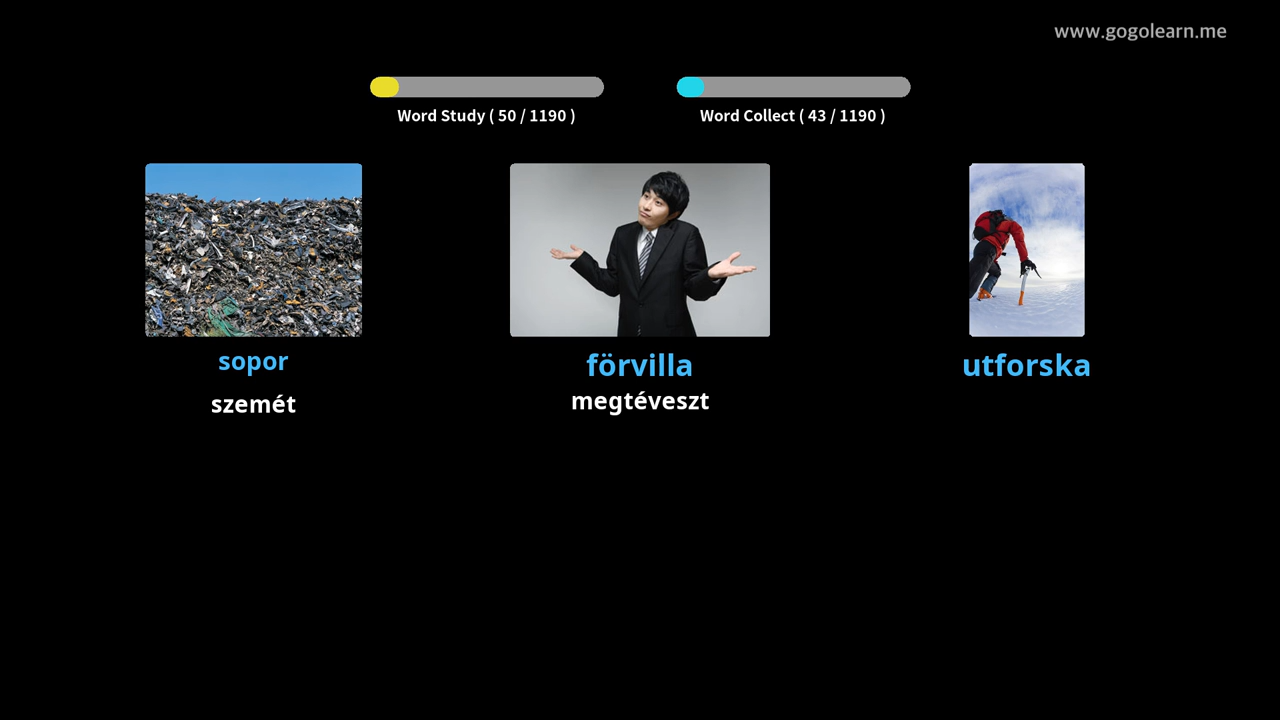 www.gogolearn.me
Word Study ( 50 / 1190 )
Word Collect ( 43 / 1190 )
sopor
szemét
förvilla
megtéveszt
utforska